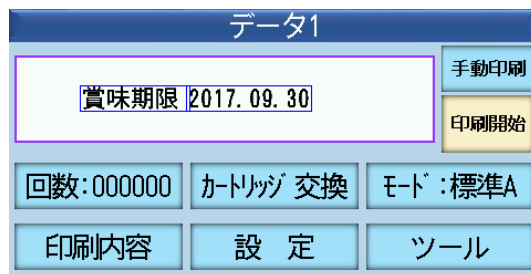 データ1
賞味期限 2017.09.30
手動印刷
印刷開始
回数:000000
カートリッジ 交換
モード:標準A
印刷内容
設 定
ツール